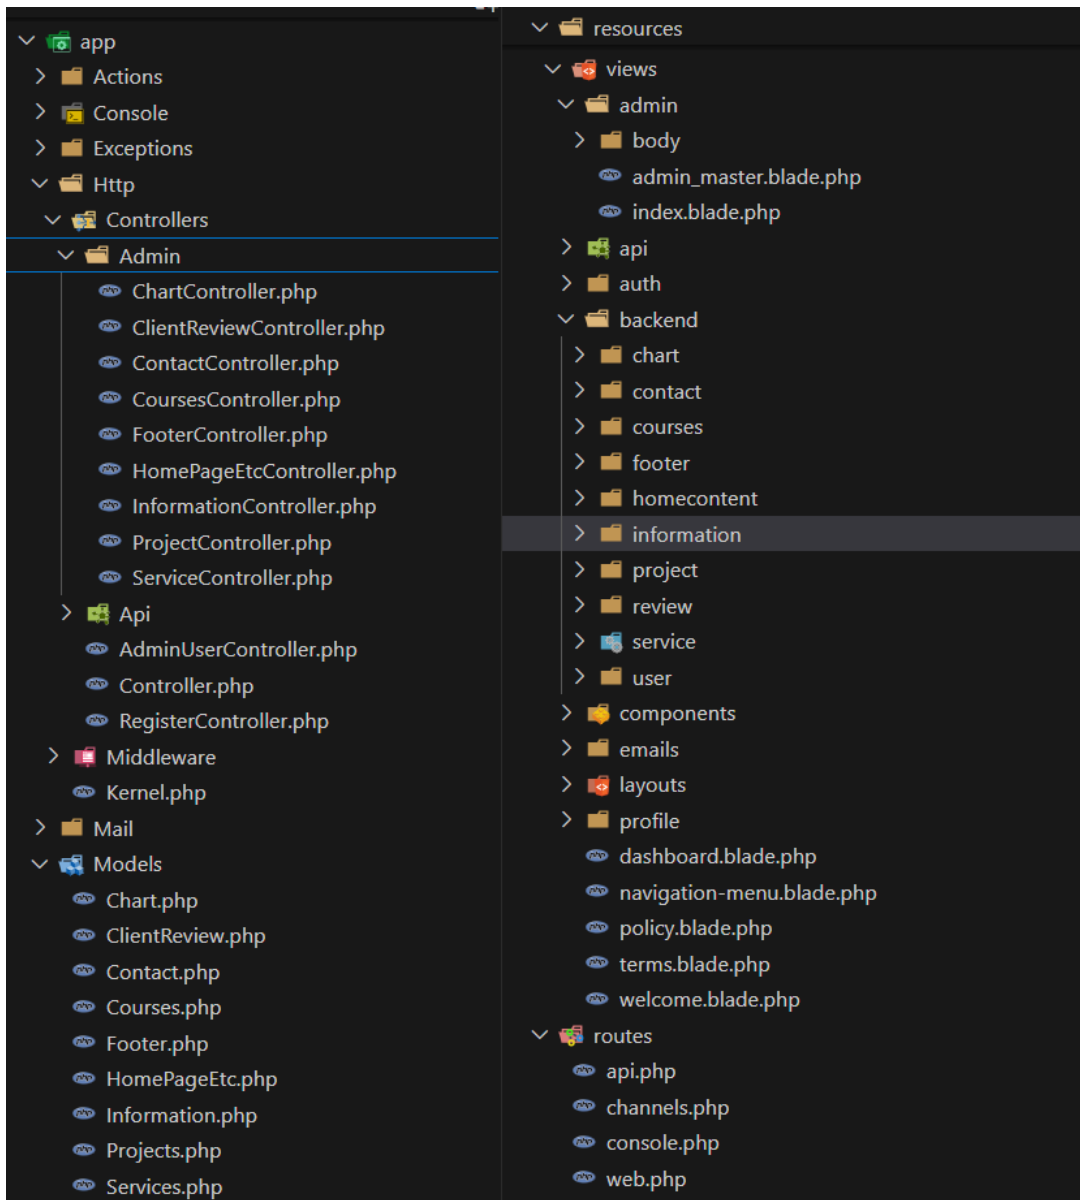 app
Actions
Console
Exceptions
Http
Controllers
Admin
ChartController.php
ClientReviewController.php
ContactController.php
CoursesController.php
FooterController.php
HomePageEtcController.php
InformationController.php
ProjectController.php
ServiceController.php
Api
AdminUserController.php
Controller.php
RegisterController.php
Middleware
Kernel.php
Mail
Models
Chart.php
ClientReview.php
Contact.php
Courses.php
Footer.php
HomePageEtc.php
Information.php
Projects.php
Services.php
resources
views
admin
body
admin_master.blade.php
index.blade.php
api
auth
backend
chart
contact
courses
footer
homecontent
information
project
review
service
user
components
emails
layouts
profile
dashboard.blade.php
navigation-menu.blade.php
policy.blade.php
terms.blade.php
welcome.blade.php
routes
api.php
channels.php
console.php
web.php